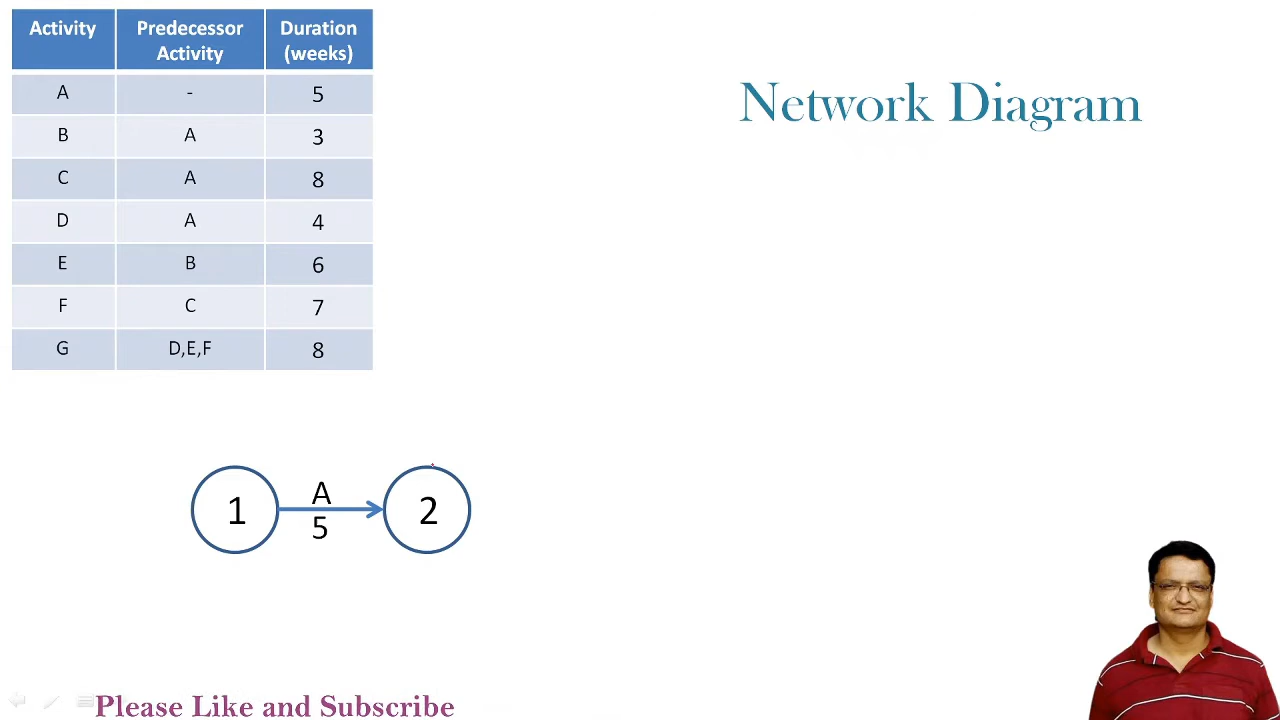 Activity Predecessor Activity Duration (weeks)
A - 5
B A 3
C A 8
D A 4
E B 6
F C 7
G D,E,F 8
Network Diagram
1 A 5 2
Please Like and Subscribe